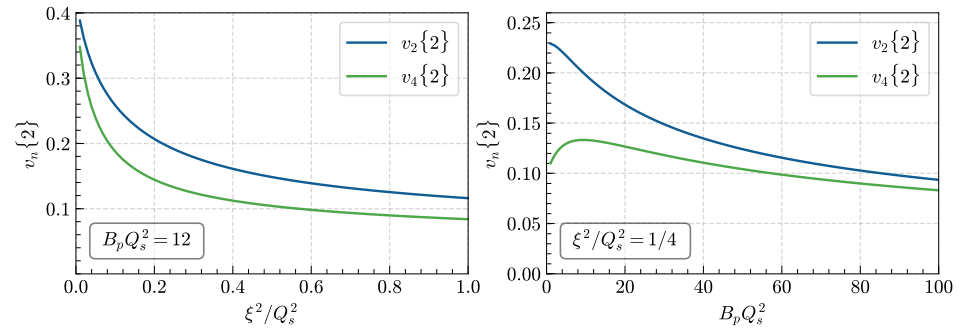 0.4
0.3
0.2
0.1
v_n{2}
v_2{2}
v_4{2}
B_pQ_s^2 = 12
0.0 0.2 0.4 0.6 0.8 1.0
ξ^2/Q_s^2
0.25
0.20
0.15
0.10
0.05
0.00
v_n{2}
v_2{2}
v_4{2}
ξ^2/Q_s^2 = 1/4
0 20 40 60 80 100
B_pQ_s^2